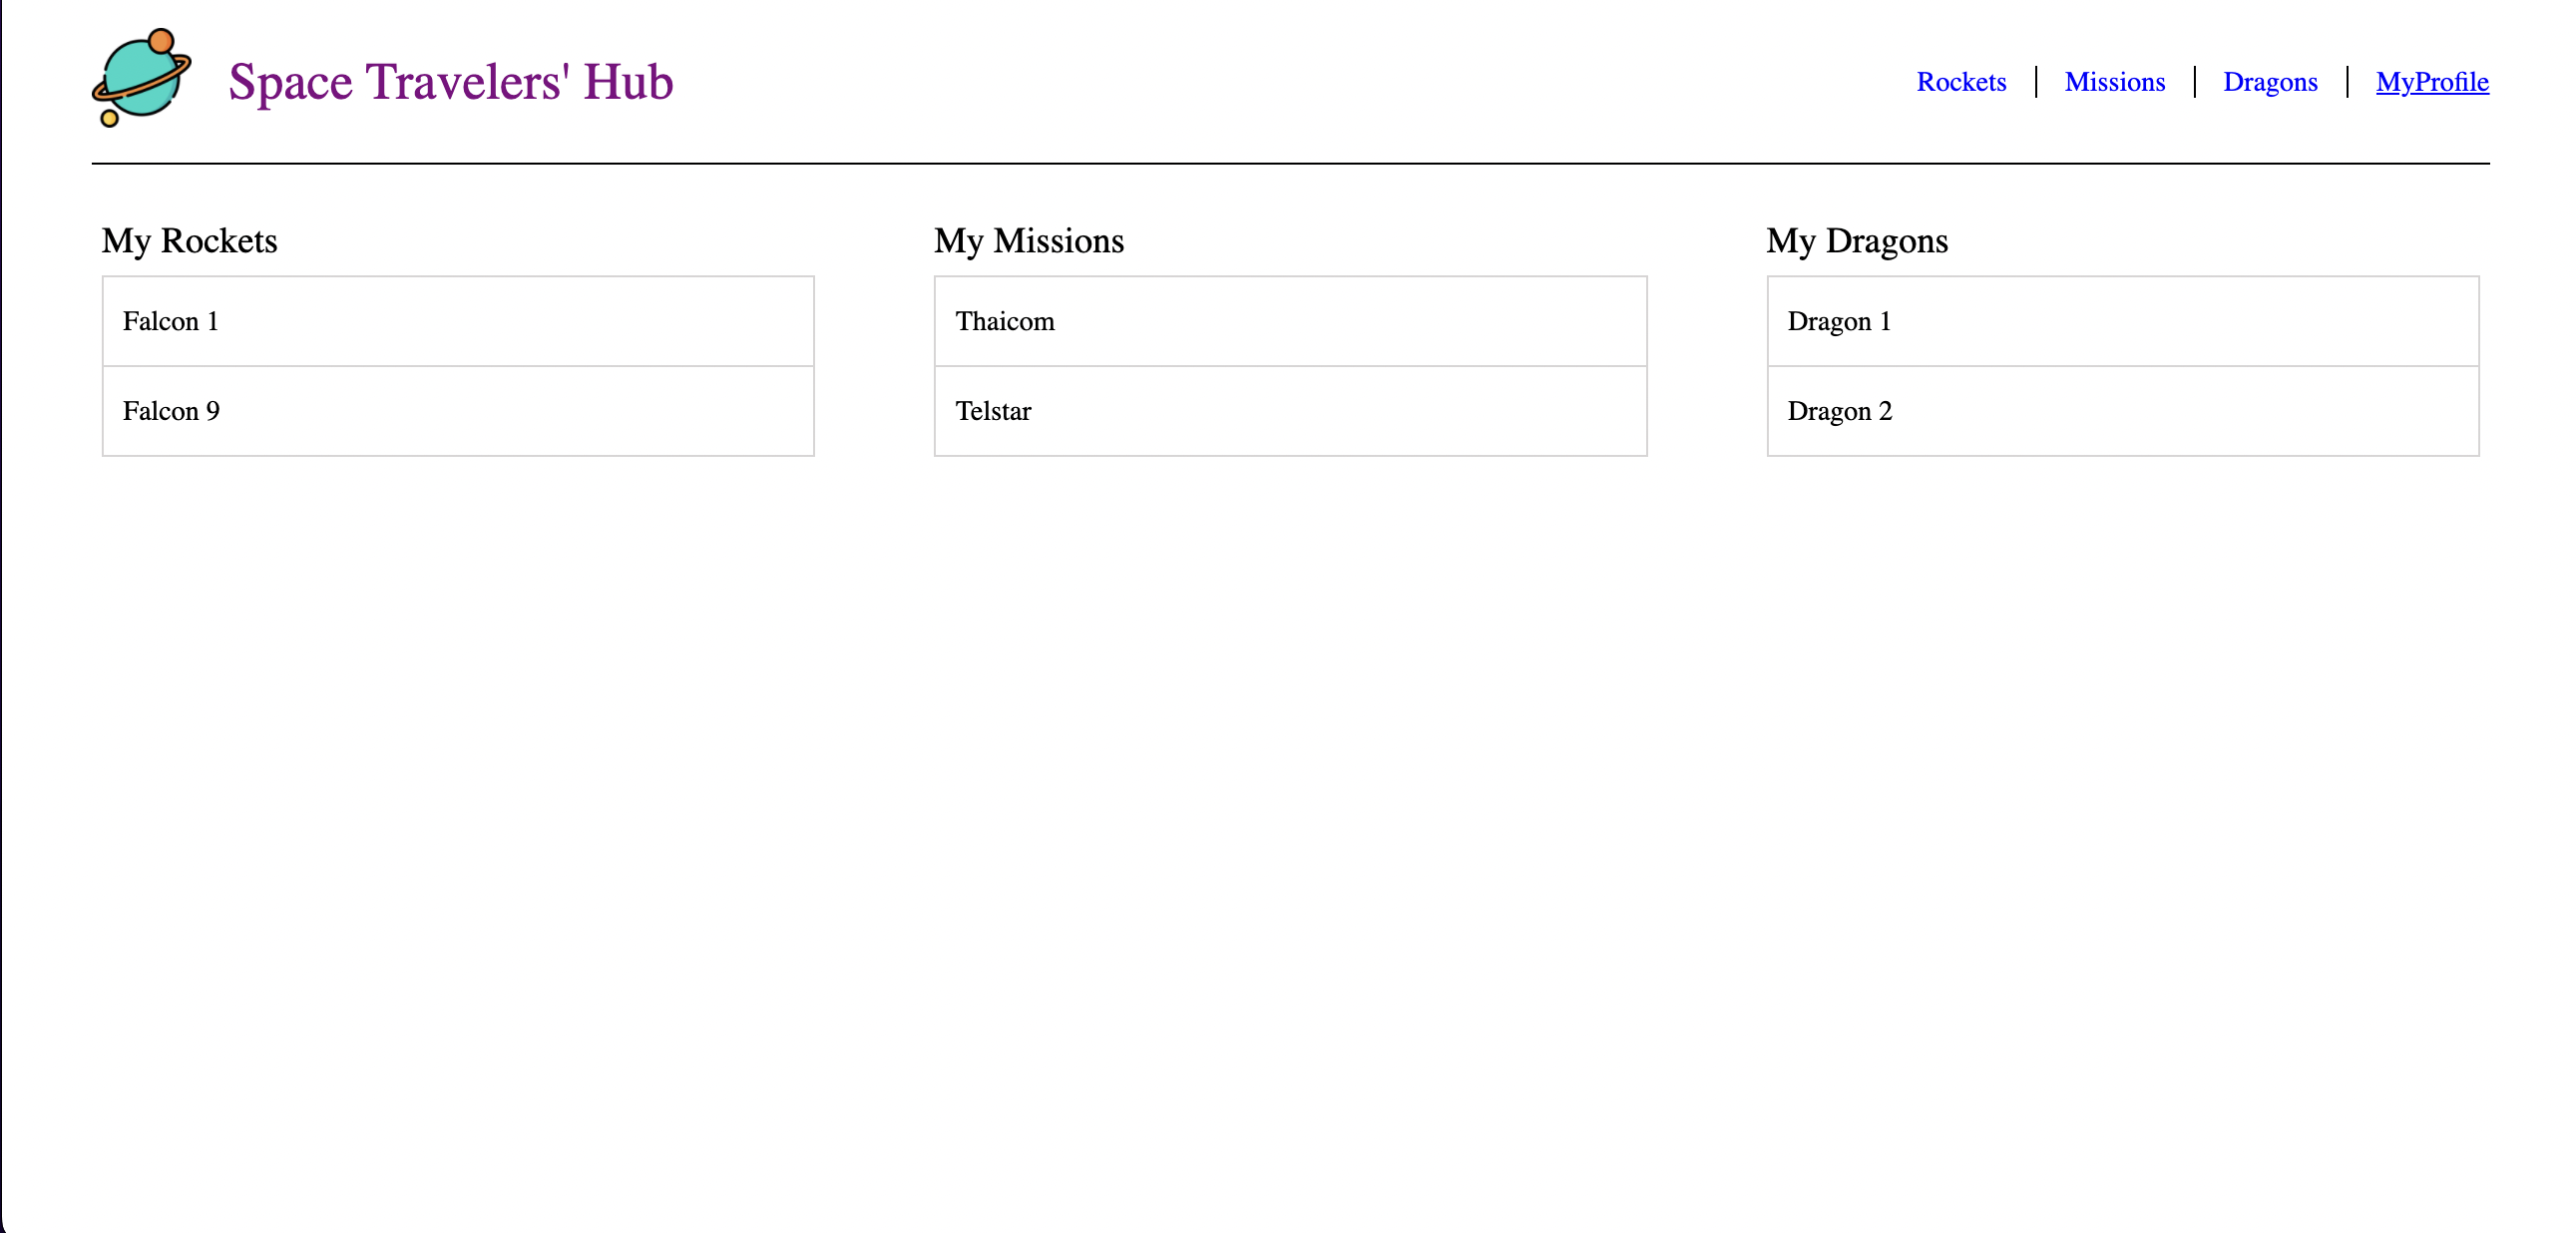 Space Travelers' Hub
Rockets
Missions
Dragons
MyProfile
My Rockets
Falcon 1
Falcon 9
My Missions
Thaicom
Telstar
My Dragons
Dragon 1
Dragon 2